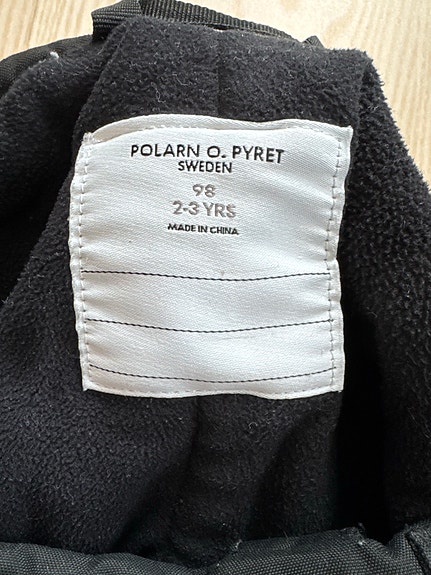 POLARN O. PYRET
SWEDEN
98
2-3 YRS
MADE IN CHINA